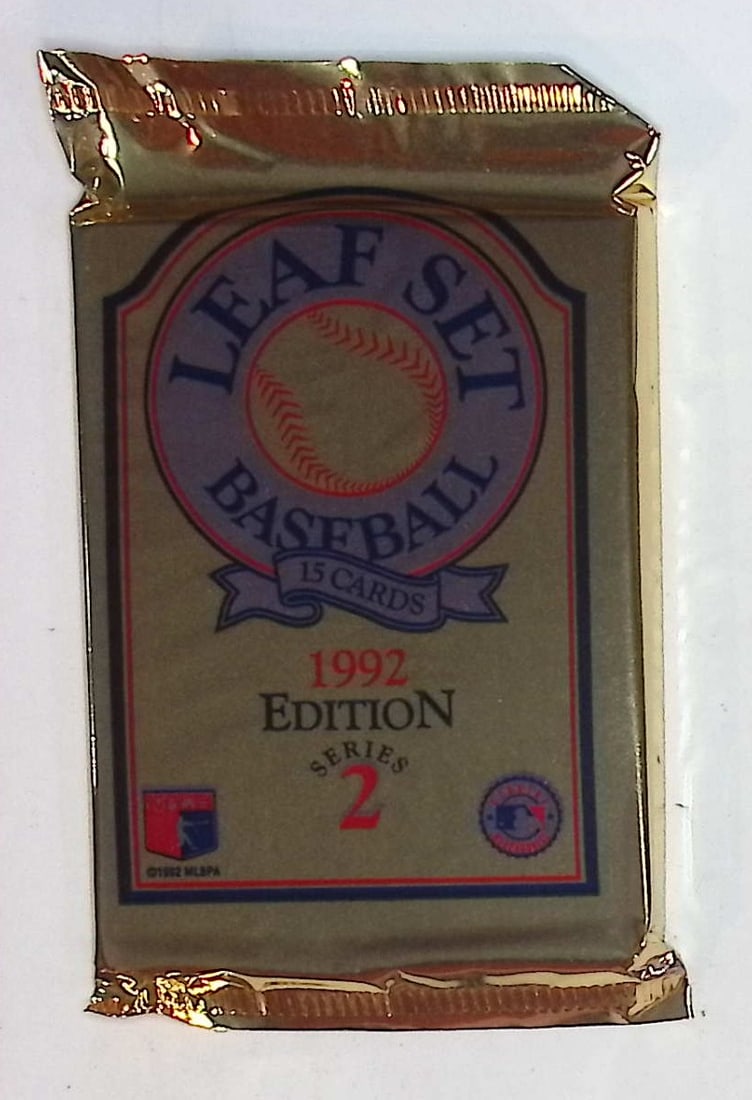 LEAF SET
BASEBALL
15 CARDS
1992
EDITION
SERIES
2
©1992 MLBPA